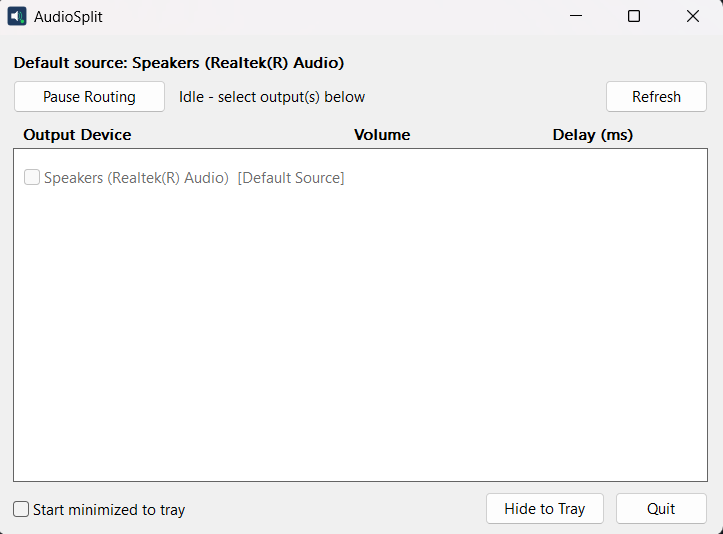 AudioSplit
Default source: Speakers (Realtek(R) Audio)
Pause Routing Idle - select output(s) below Refresh
Output Device Volume Delay (ms)
Speakers (Realtek(R) Audio) [Default Source]
Start minimized to tray Hide to Tray Quit